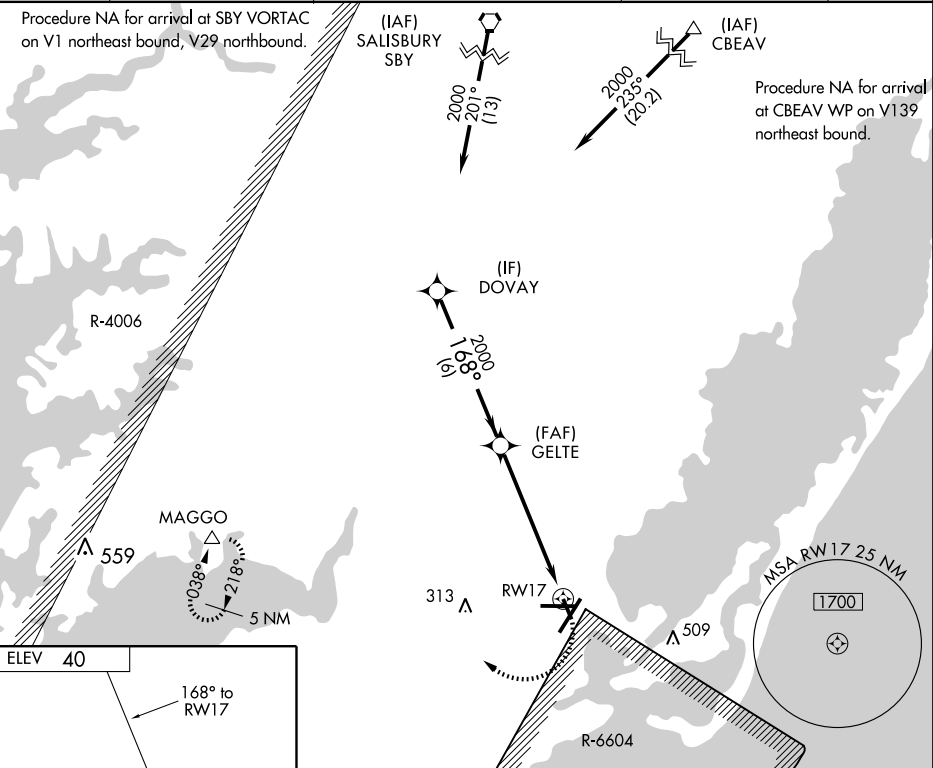 Procedure NA for arrival at SBY VORTAC
on V1 northeast bound, V29 northbound.
(IAF)
SALISBURY
SBY
2000
201°
(13)
(IAF)
CBEAV
2000
235°
(20.2)
Procedure NA for arrival
at CBEAV WP on V139
northeast bound.
(IF)
DOVAY
R-4006
2000
168°
(6)
(FAF)
GELTE
MAGGO
559
038°
218°
5 NM
313
RW17
509
MSA RW17 25 NM
1700
ELEV 40
168° to
RW17
R-6604